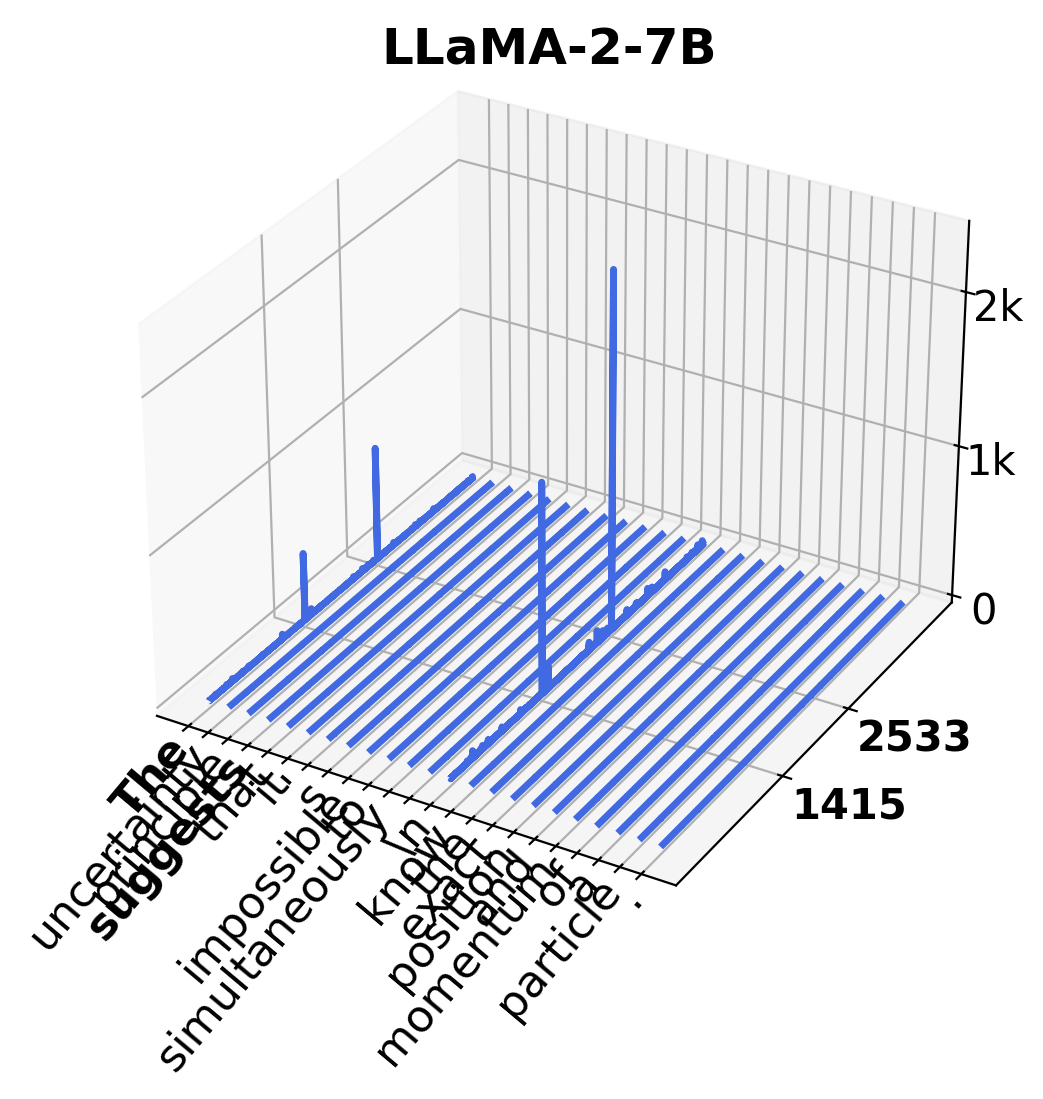 LLaMA-2-7B
2k
1k
0
2533
1415
The
uncertainty
principle
suggests
that
it
's
impossible
to
simultaneously
know
the
exact
position
and
momentum
of
a
particle
.